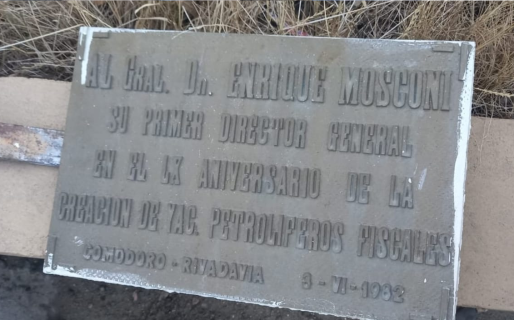 AL GRAL. Dn. ENRIQUE MOSCONI
SU PRIMER DIRECTOR GENERAL
EN EL LX ANIVERSARIO DE LA
CREACION DE YAC. PETROLIFEROS FISCALES
COMODORO - RIVADAVIA 3 - VI - 1982